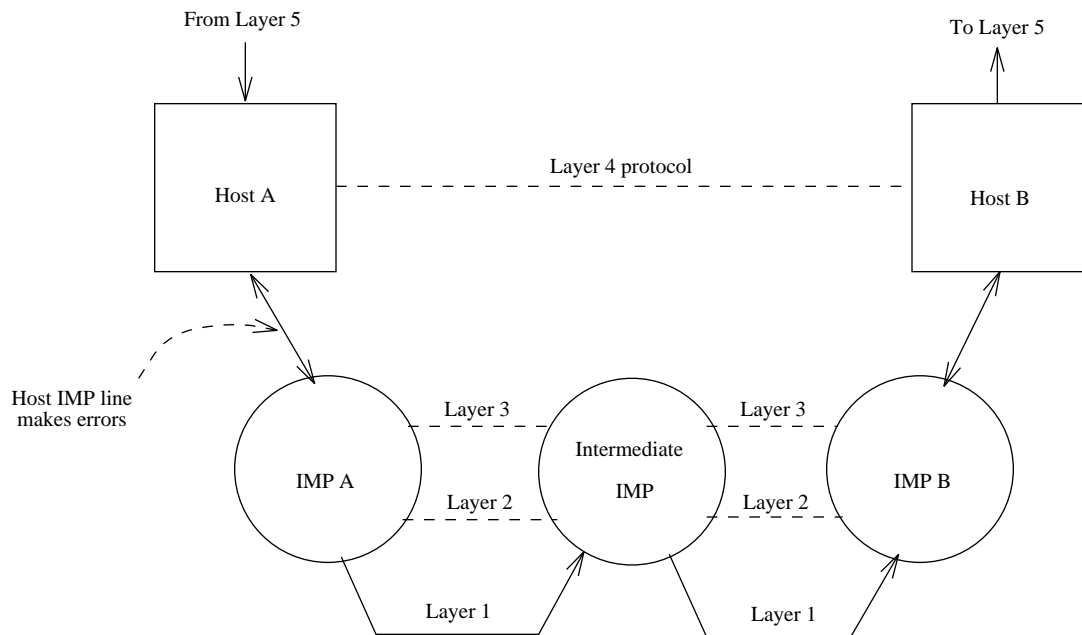 From Layer 5
To Layer 5
Layer 4 protocol
Host A
Host B
Host IMP line
makes errors
Layer 3
Layer 3
Intermediate
IMP
IMP A
IMP B
Layer 2
Layer 2
Layer 1
Layer 1